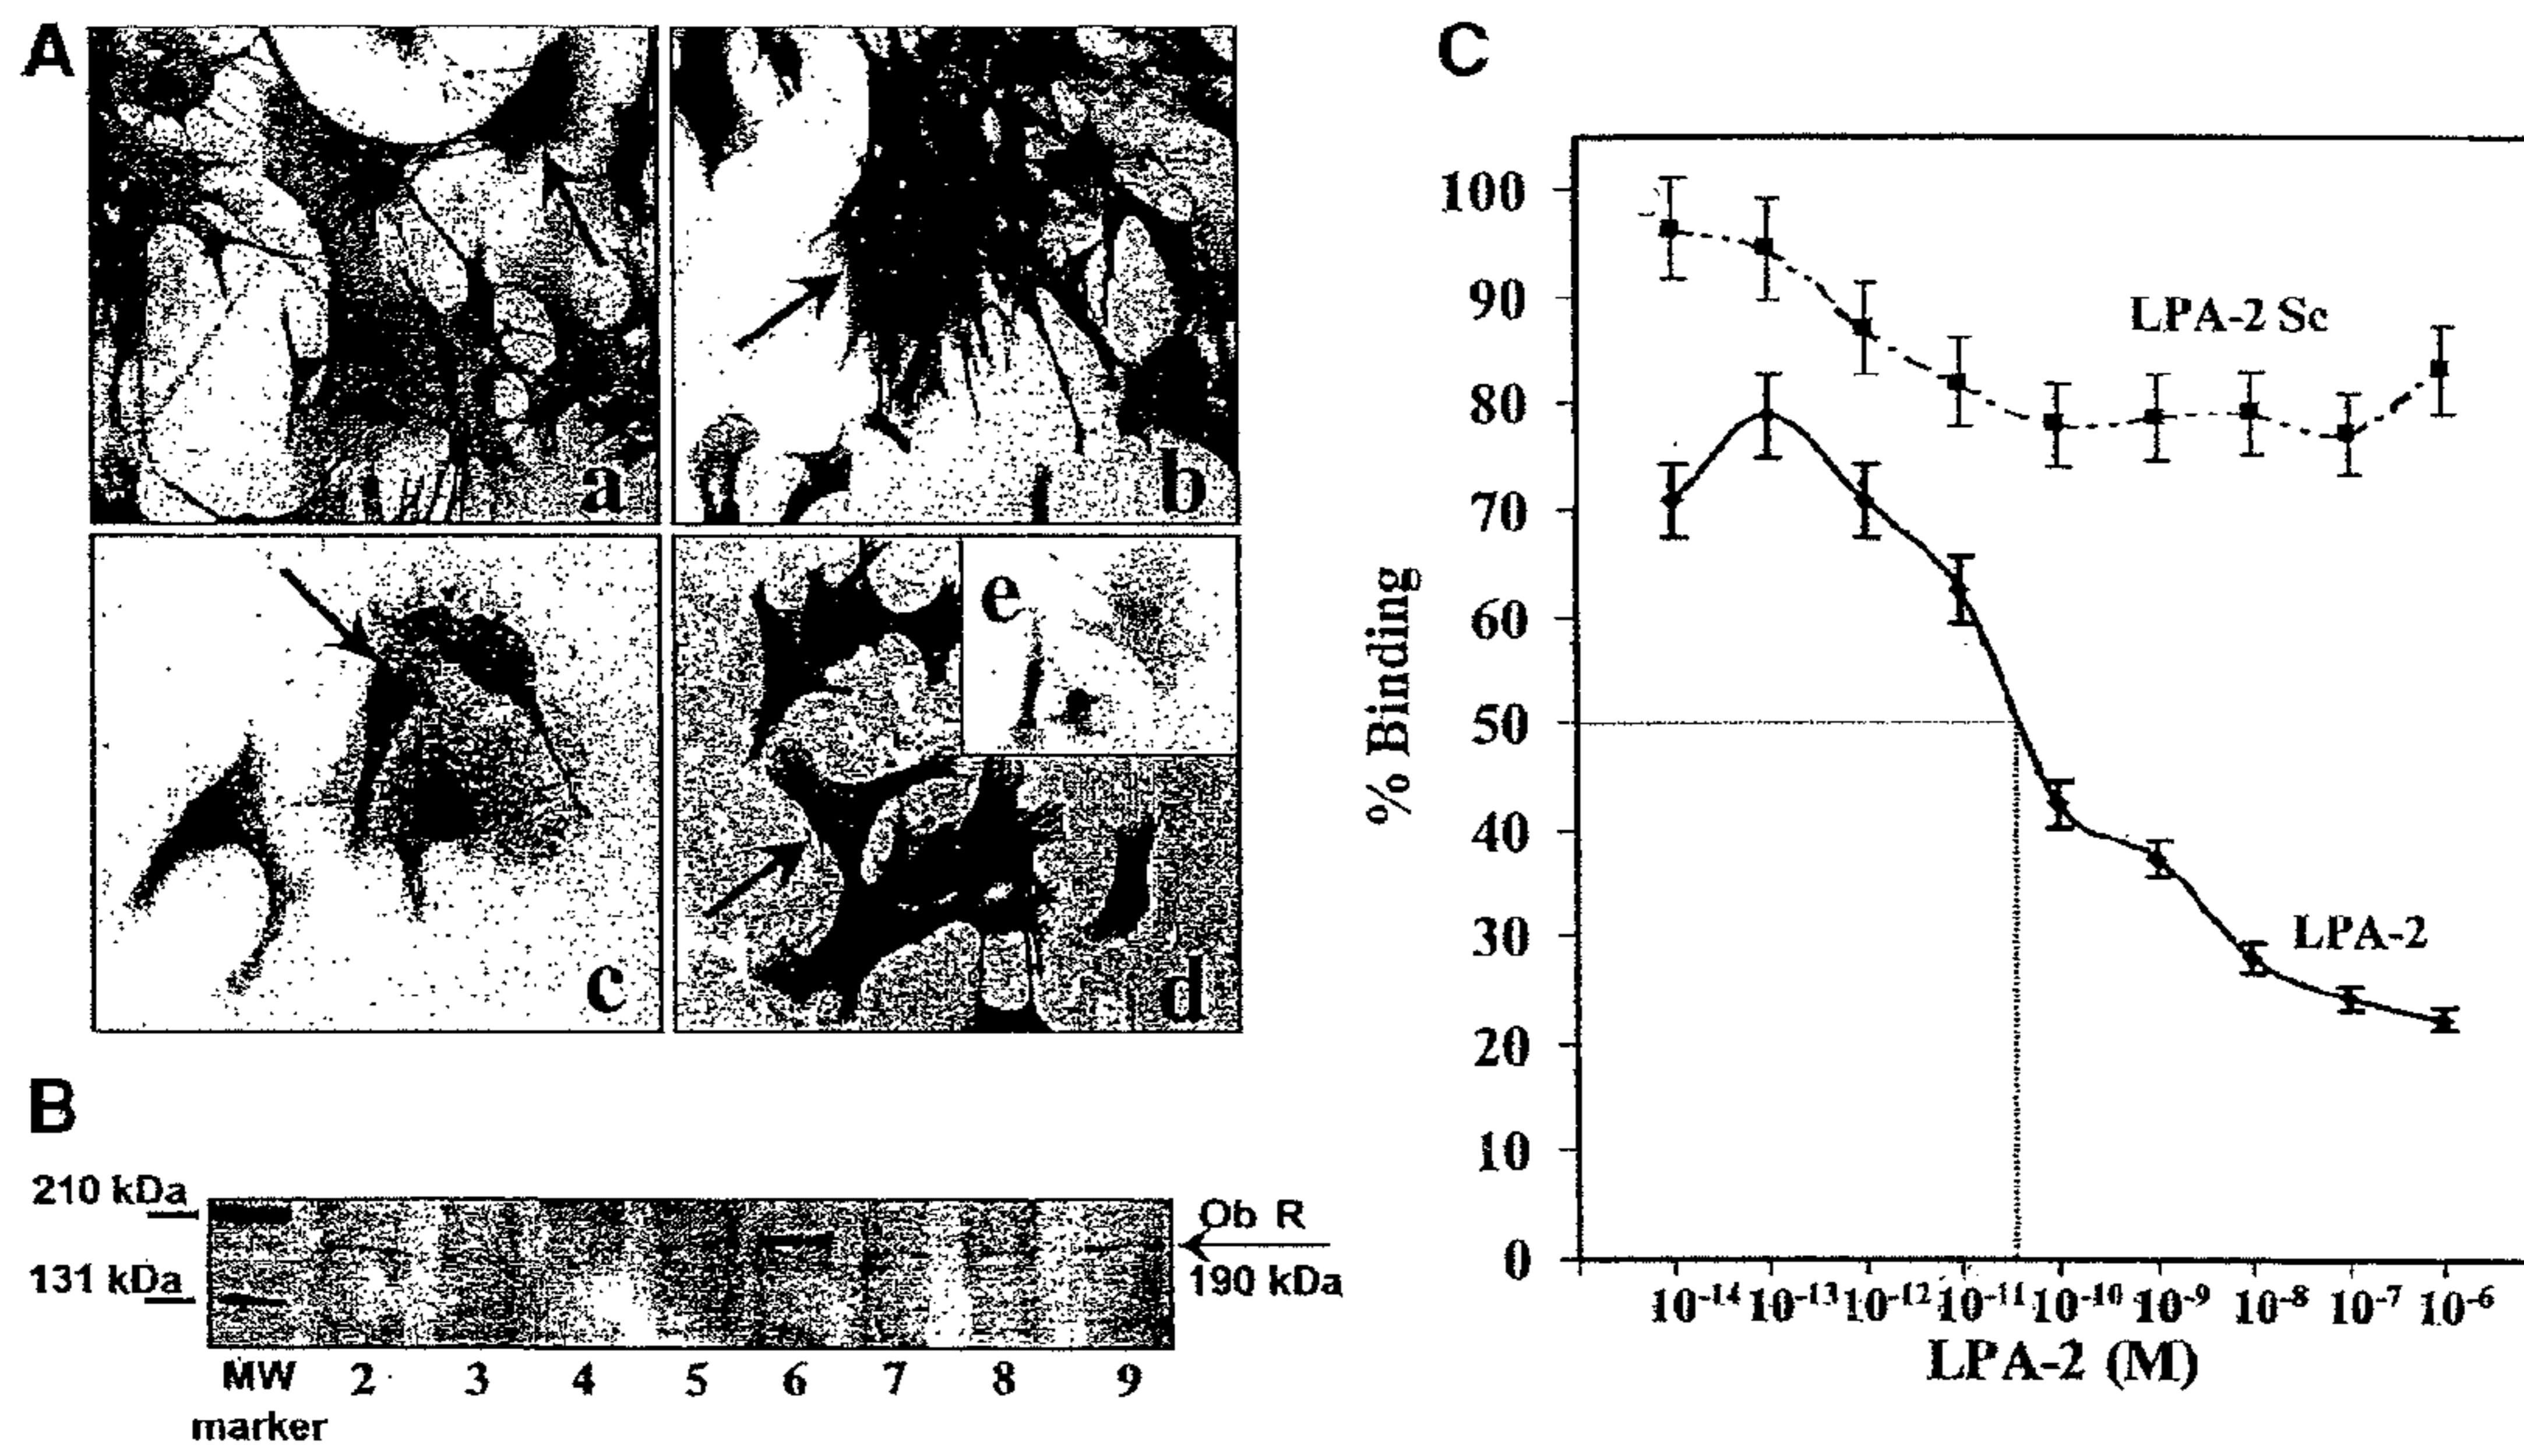 A
a
b
c
d
e
B
210 kDa
131 kDa
Ob R
190 kDa
MW marker
2 3 4 5 6 7 8 9
C
% Binding
100
90
80
70
60
50
40
30
20
10
0
LPA-2 Sc
LPA-2
10⁻¹⁴ 10⁻¹³ 10⁻¹² 10⁻¹¹ 10⁻¹⁰ 10⁻⁹ 10⁻⁸ 10⁻⁷ 10⁻⁶
LPA-2 (M)